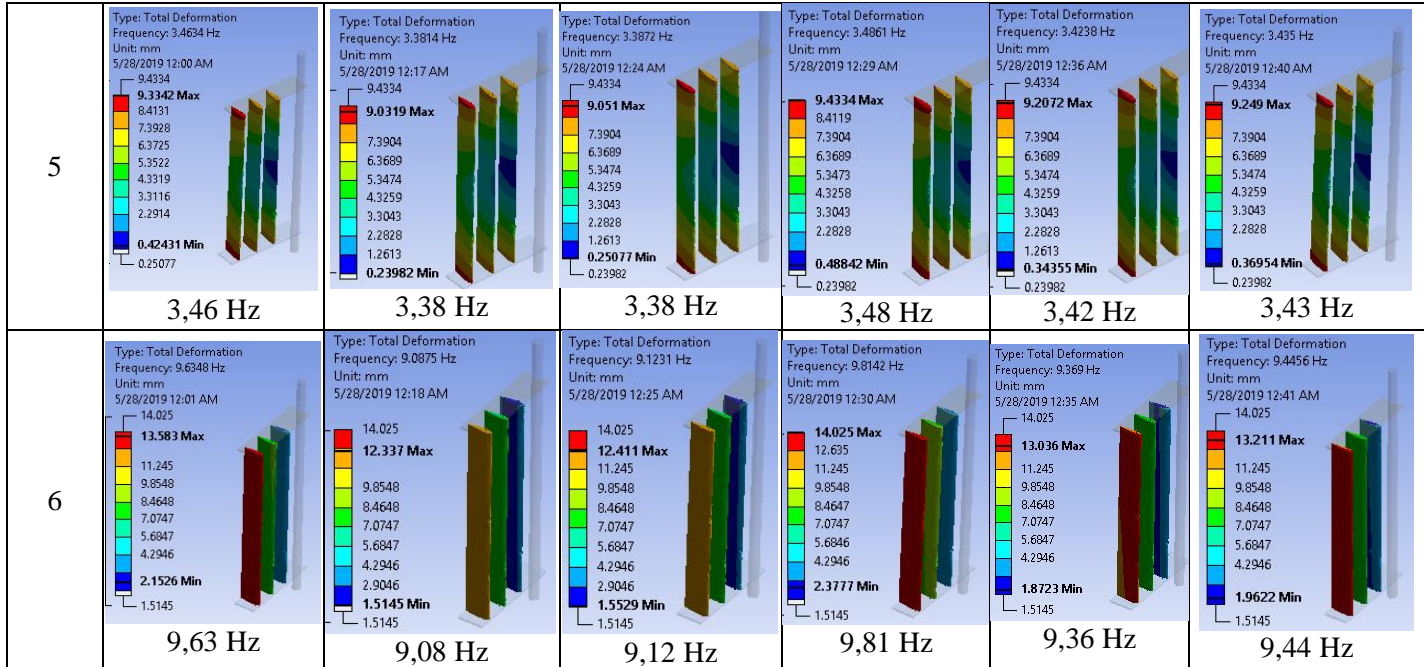 5
Type: Total Deformation
Frequency: 3.4634 Hz
Unit: mm
5/28/2019 12:00 AM
9.4334
9.3342 Max
8.4131
7.3928
6.3725
5.3522
4.3319
3.3116
2.2914
0.42431 Min
0.25077
3,46 Hz
Type: Total Deformation
Frequency: 3.3814 Hz
Unit: mm
5/28/2019 12:17 AM
9.4334
9.0319 Max
7.3904
6.3689
5.3474
4.3259
3.3043
2.2828
1.2613
0.23982 Min
0.23982
3,38 Hz
Type: Total Deformation
Frequency: 3.3872 Hz
Unit: mm
5/28/2019 12:24 AM
9.4334
9.051 Max
7.3904
6.3689
5.3474
4.3259
3.3043
2.2828
1.2613
0.25077 Min
0.23982
3,38 Hz
Type: Total Deformation
Frequency: 3.4861 Hz
Unit: mm
5/28/2019 12:29 AM
9.4334 Max
8.4119
7.3904
6.3689
5.3474
4.3258
3.3043
2.2828
0.48842 Min
0.23982
3,48 Hz
Type: Total Deformation
Frequency: 3.4238 Hz
Unit: mm
5/28/2019 12:36 AM
9.4334
9.2072 Max
7.3904
6.3689
5.3474
4.3259
3.3043
2.2828
1.2613
0.34355 Min
0.23982
3,42 Hz
Type: Total Deformation
Frequency: 3.435 Hz
Unit: mm
5/28/2019 12:40 AM
9.4334
9.249 Max
7.3904
6.3689
5.3474
4.3259
3.3043
2.2828
0.36954 Min
0.23982
3,43 Hz
6
Type: Total Deformation
Frequency: 9.6348 Hz
Unit: mm
5/28/2019 12:01 AM
14.025
13.583 Max
11.245
9.8548
8.4648
7.0747
5.6847
4.2946
2.1526 Min
1.5145
9,63 Hz
Type: Total Deformation
Frequency: 9.0875 Hz
Unit: mm
5/28/2019 12:18 AM
14.025
12.337 Max
9.8548
8.4648
7.0747
5.6847
4.2946
2.9046
1.5145 Min
1.5145
9,08 Hz
Type: Total Deformation
Frequency: 9.1231 Hz
Unit: mm
5/28/2019 12:25 AM
14.025
12.411 Max
11.245
9.8548
8.4648
7.0747
5.6847
4.2946
2.9046
1.5529 Min
1.5145
9,12 Hz
Type: Total Deformation
Frequency: 9.8142 Hz
Unit: mm
5/28/2019 12:30 AM
14.025 Max
12.635
11.245
9.8548
8.4647
7.0747
5.6846
4.2946
2.3777 Min
1.5145
9,81 Hz
Type: Total Deformation
Frequency: 9.369 Hz
Unit: mm
5/28/2019 12:35 AM
14.025
13.036 Max
11.245
9.8548
8.4648
7.0747
5.6847
4.2946
1.8723 Min
1.5145
9,36 Hz
Type: Total Deformation
Frequency: 9.4456 Hz
Unit: mm
5/28/2019 12:41 AM
14.025
13.211 Max
11.245
9.8548
8.4648
7.0747
5.6847
4.2946
1.9622 Min
1.5145
9,44 Hz